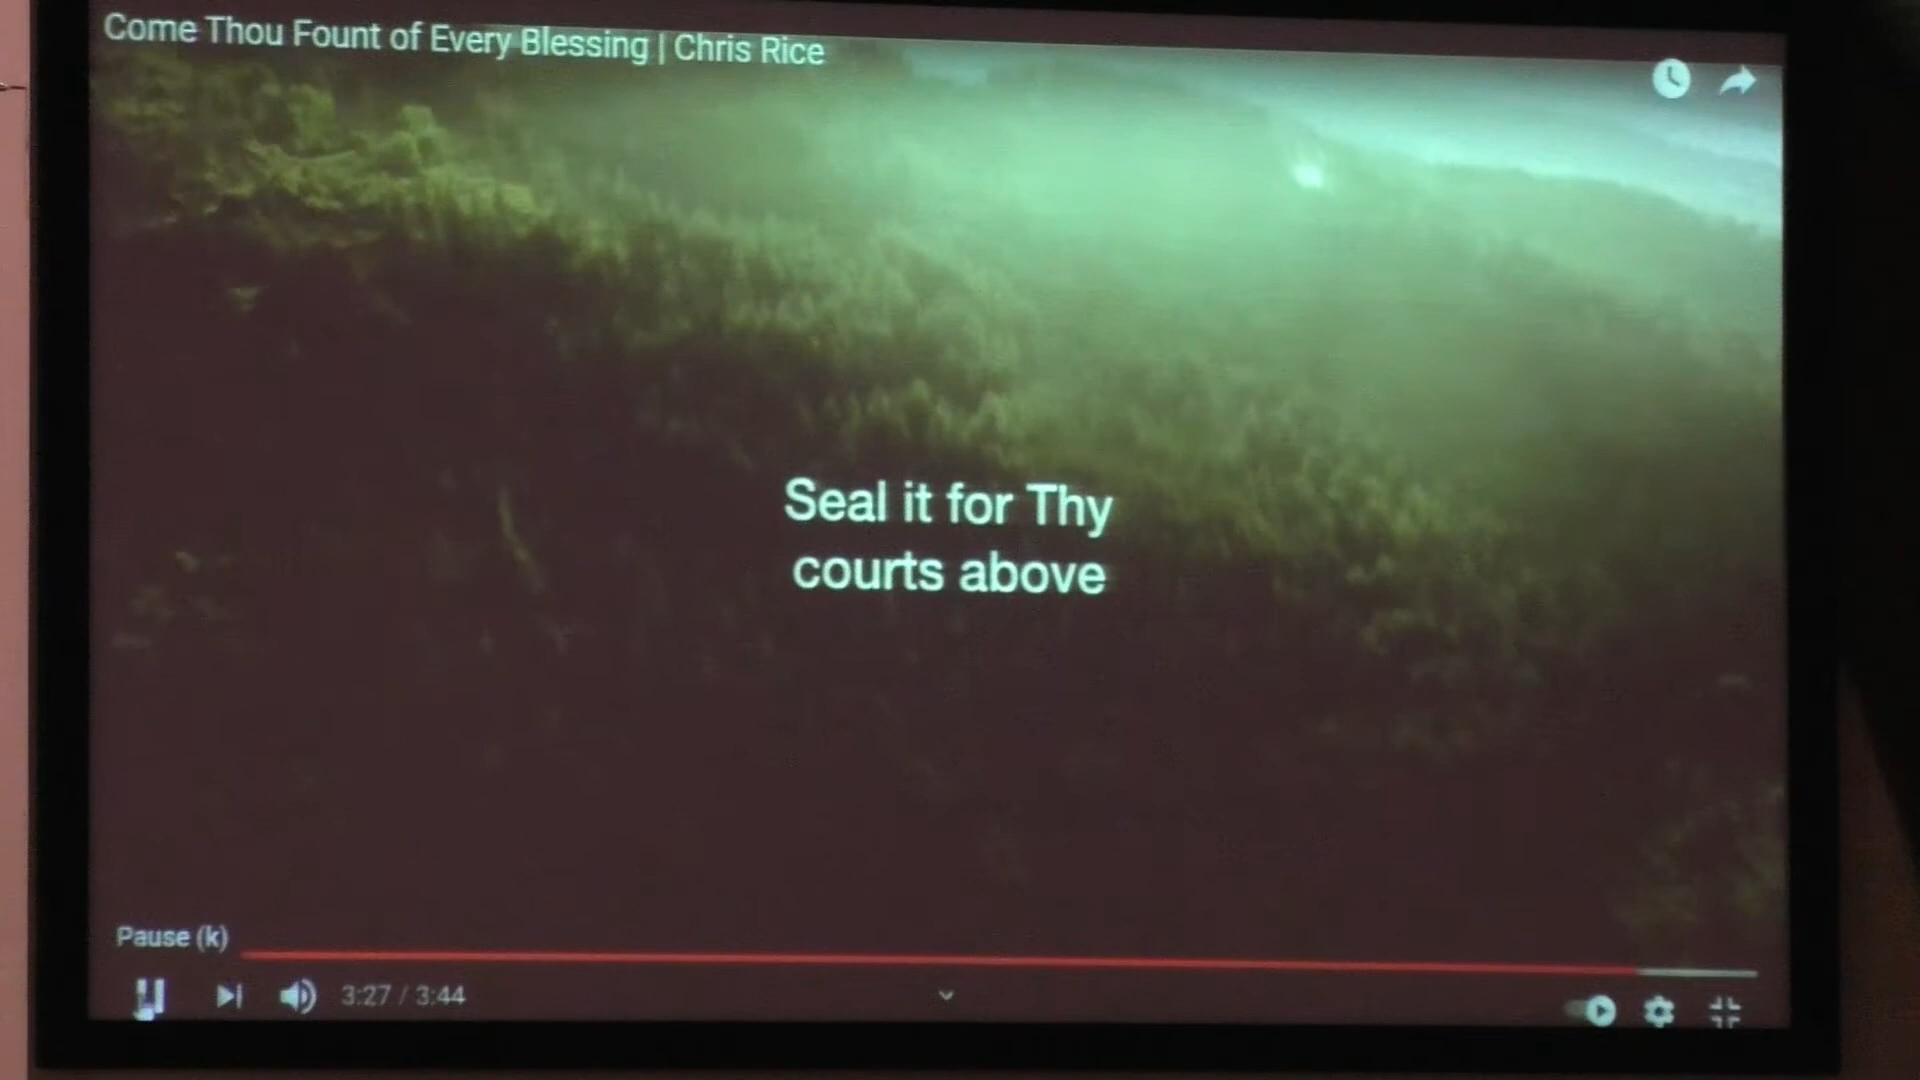 Come Thou Fount of Every Blessing | Chris Rice
Seal it for Thy
courts above
Pause (k)
3:27 / 3:44